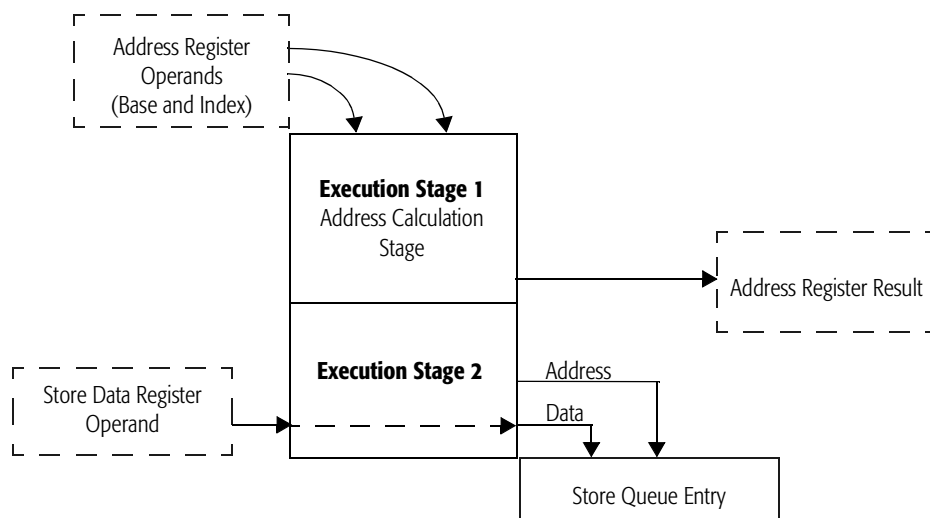 Address Register
Operands
(Base and Index)
Execution Stage 1
Address Calculation
Stage
Address Register Result
Execution Stage 2
Address
Store Data Register
Operand
Data
Store Queue Entry